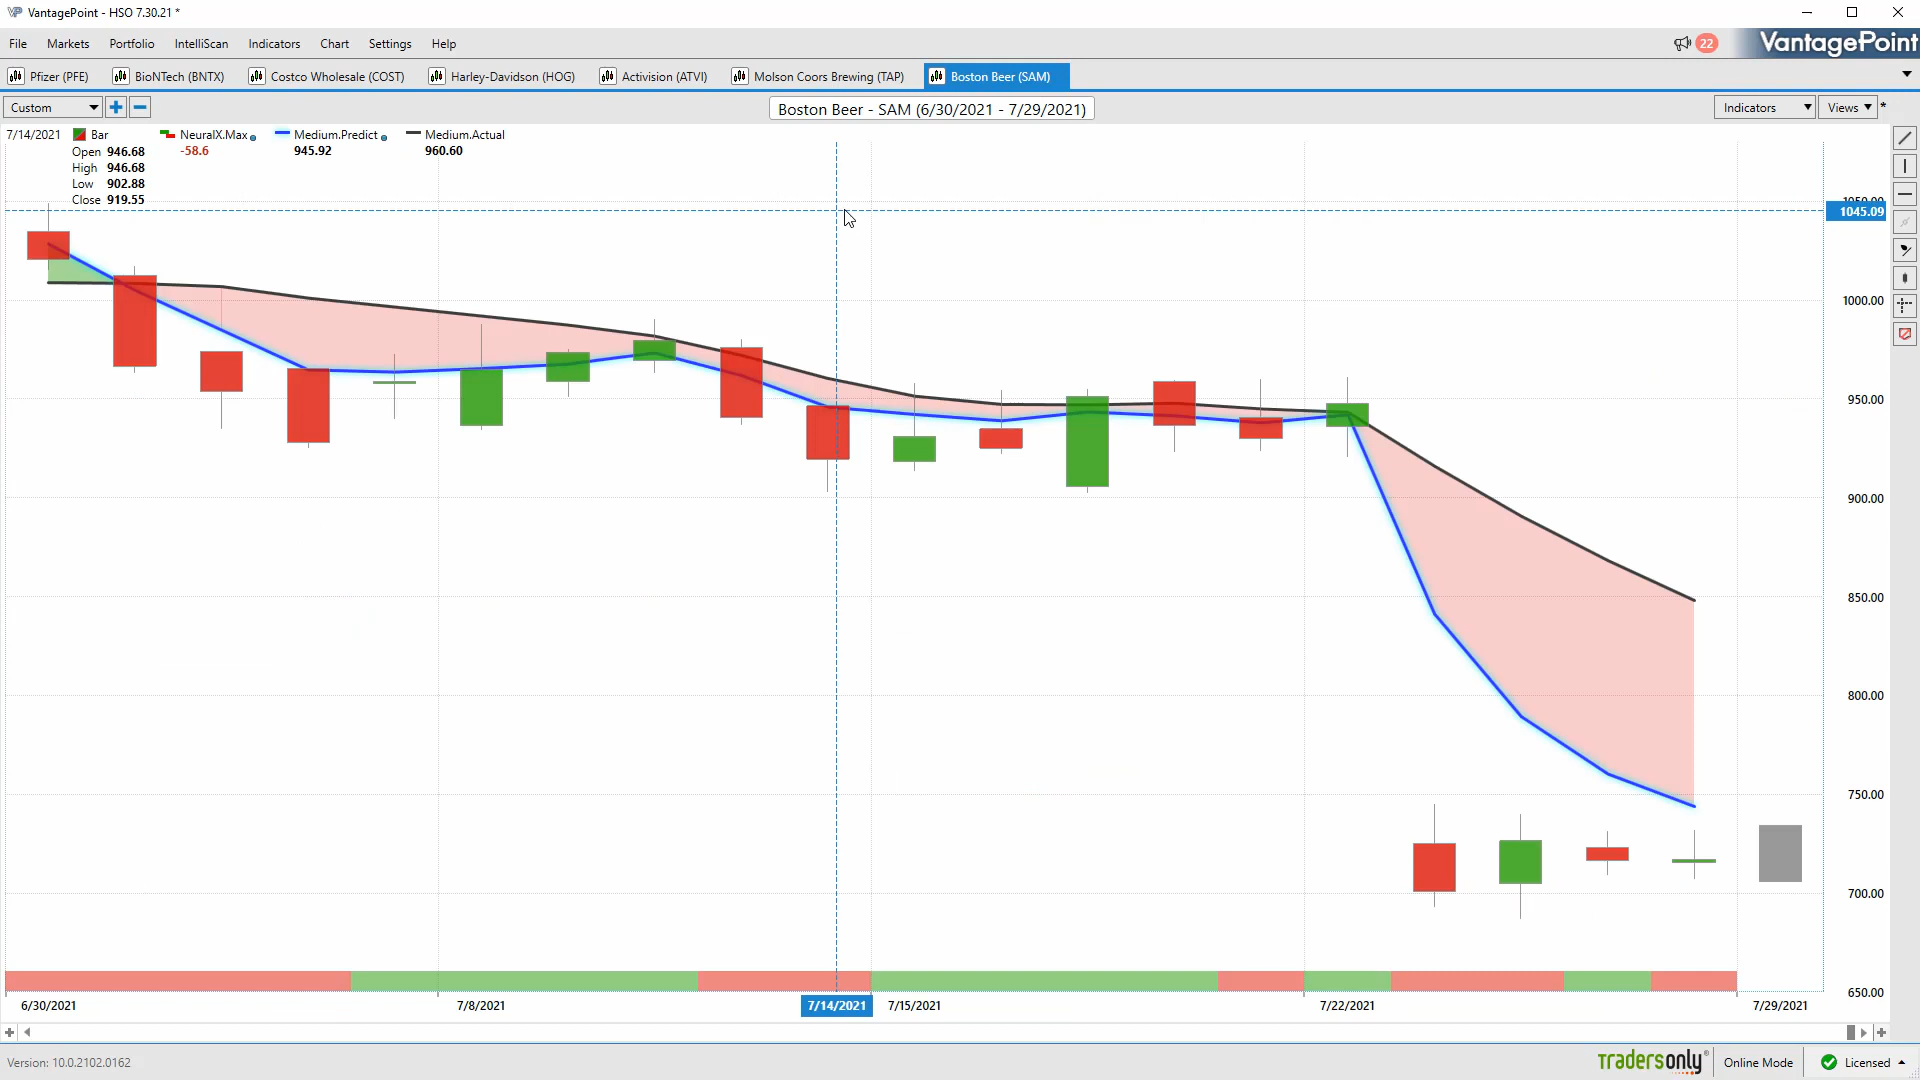 VantagePoint - HSO 7.30.21 *
File Markets Portfolio IntelliScan Indicators Chart Settings Help
22
VantagePoint
Pfizer (PFE) BioNTech (BNTX) Costco Wholesale (COST) Harley-Davidson (HOG) Activision (ATVI) Molson Coors Brewing (TAP) Boston Beer (SAM)
Custom
Boston Beer - SAM (6/30/2021 - 7/29/2021)
Indicators Views *
7/14/2021 Bar NeuralX.Max Medium.Predict Medium.Actual
Open 946.68 -58.6 945.92 960.60
High 946.68
Low 902.88
Close 919.55
1045.09
1000.00
950.00
900.00
850.00
800.00
750.00
700.00
650.00
6/30/2021 7/8/2021 7/14/2021 7/15/2021 7/22/2021 7/29/2021
Version: 10.0.2102.0162
tradersonly Online Mode Licensed